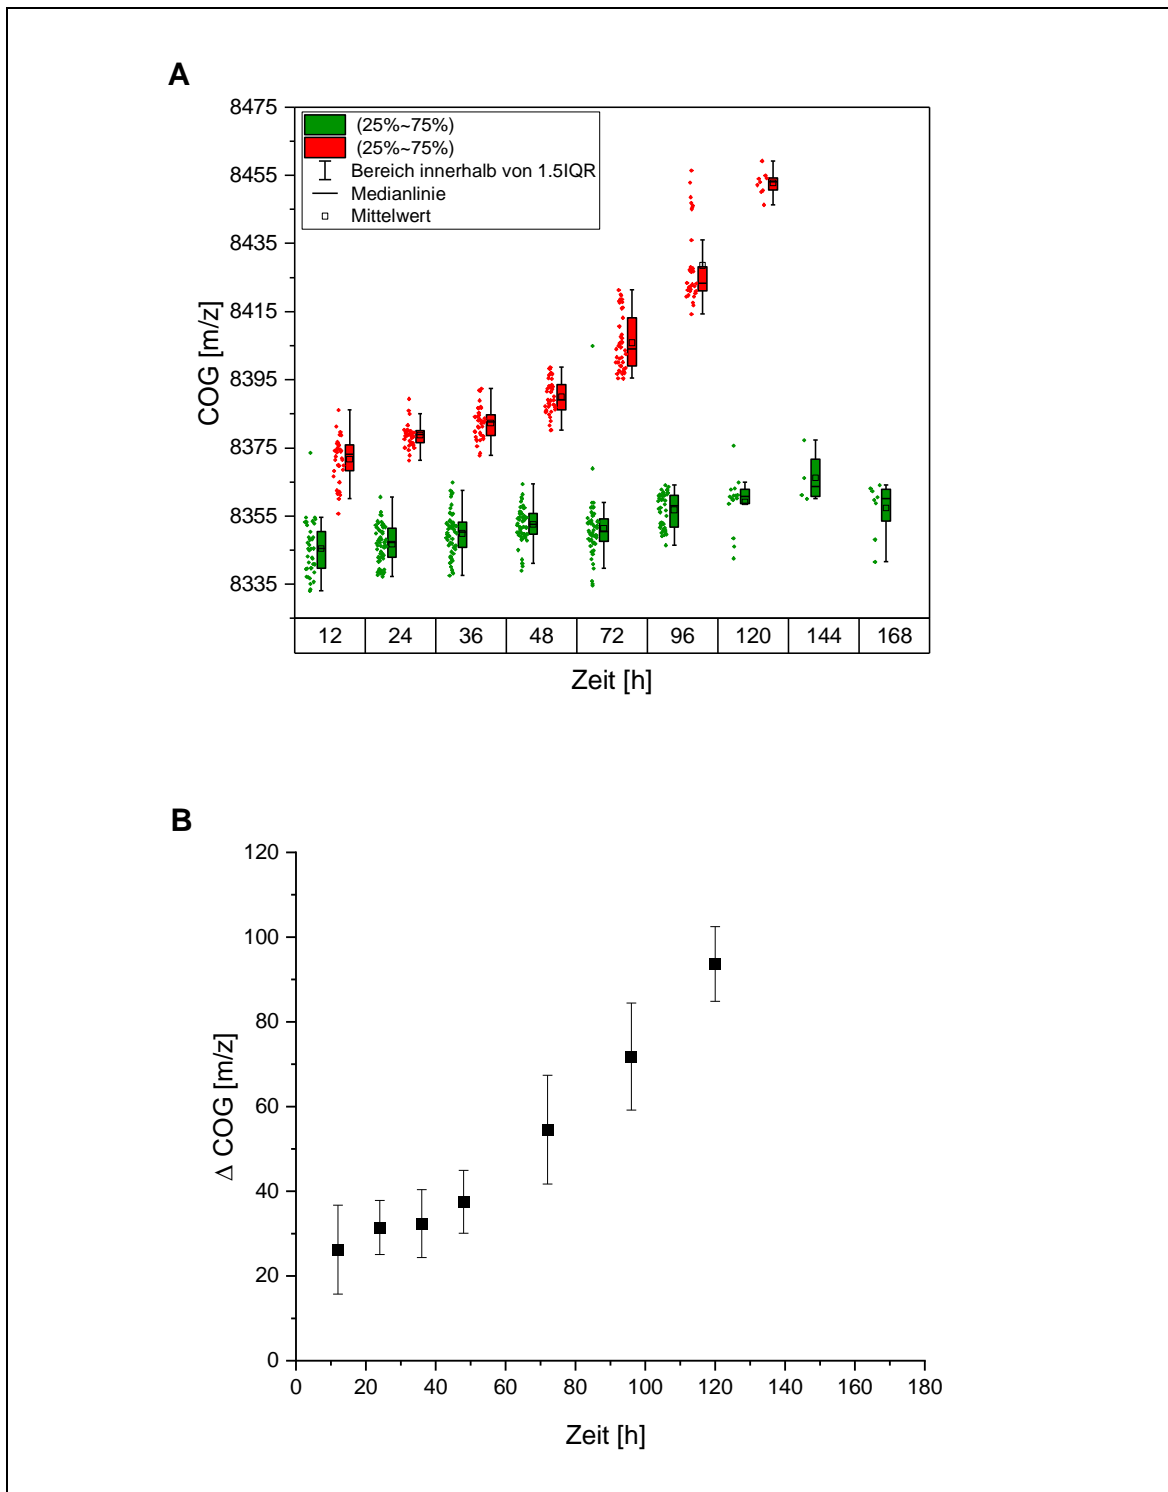 A
8475
8455
8435
8415
8395
8375
8355
8335
COG [m/z]
(25%~75%)
(25%~75%)
Bereich innerhalb von 1.5IQR
Medianlinie
Mittelwert
12 24 36 48 72 96 120 144 168
Zeit [h]
B
120
100
80
60
40
20
0
Δ COG [m/z]
0 20 40 60 80 100 120 140 160 180
Zeit [h]